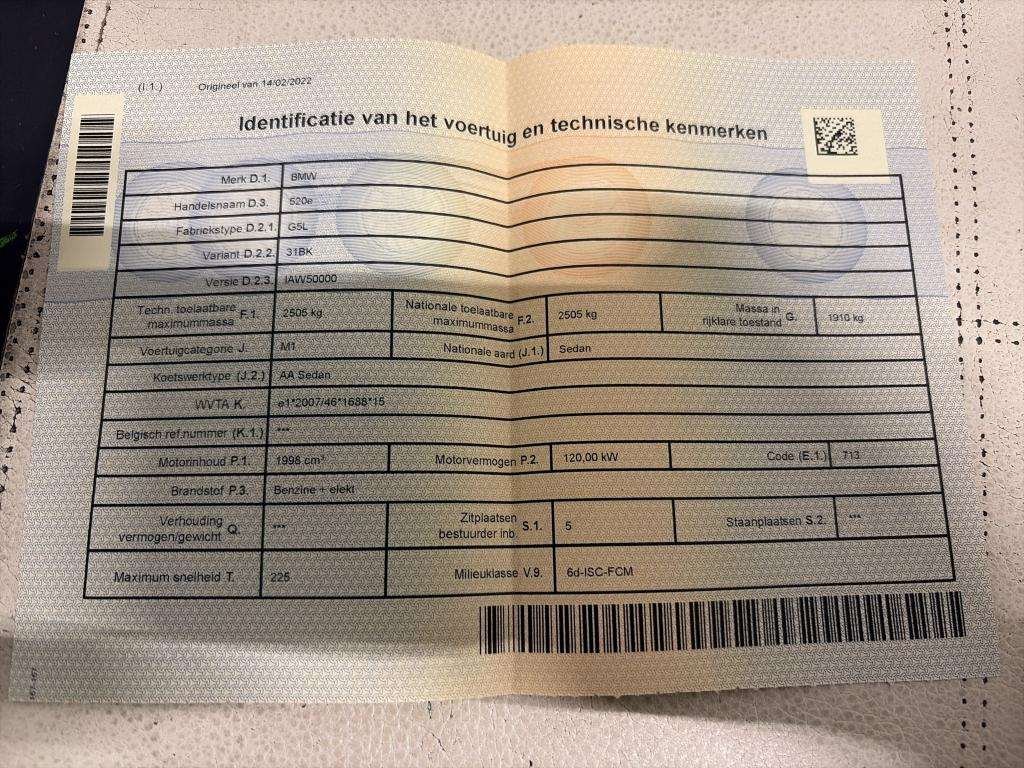 (I.1.) Origineel van 14/02/2022
Identificatie van het voertuig en technische kenmerken
Merk D.1. BMW
Handelsnaam D.3. 520e
Fabriekstype D.2.1. G5L
Variant D.2.2. 31BK
Versie D.2.3. IAW50000
Techn. toelaatbare maximummassa F.1. 2505 kg Nationale toelaatbare maximummassa F.2. 2505 kg Massa in rijklare toestand G. 1910 kg
Voertuigcategorie J. M1 Nationale aard (J.1.) Sedan
Koetswerktype (J.2.) AA Sedan
WVTA K. e1*2007/46*1688*15
Belgisch ref.nummer (K.1.) ***
Motorinhoud P.1. 1998 cm³ Motorvermogen P.2. 120,00 kW Code (E.1.) 713
Brandstof P.3. Benzine + elekt
Verhouding vermogen/gewicht Q. *** Zitplaatsen bestuurder inb. S.1. 5 Staanplaatsen S.2. ***
Maximum snelheid T. 225 Milieuklasse V.9. 6d-ISC-FCM